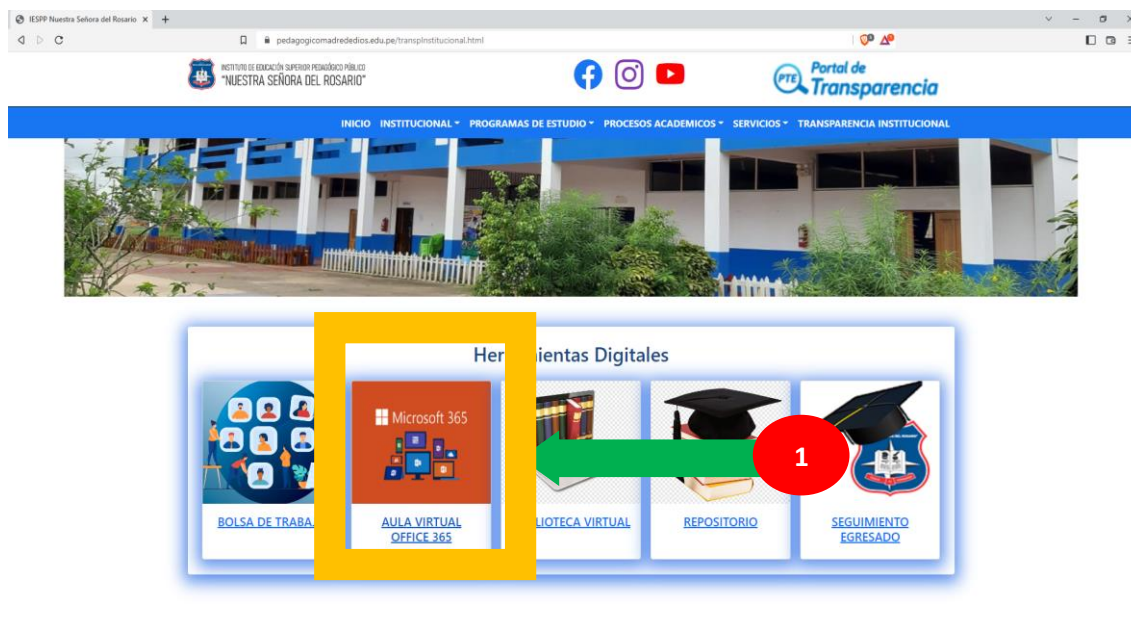 IESPP Nuestra Señora del Rosario
pedagogicomadrededios.edu.pe/transpInstitucional.html
INSTITUTO DE EDUCACIÓN SUPERIOR PEDAGÓGICO PÚBLICO
"NUESTRA SEÑORA DEL ROSARIO"
PTE Portal de
Transparencia
INICIO INSTITUCIONAL PROGRAMAS DE ESTUDIO PROCESOS ACADEMICOS SERVICIOS TRANSPARENCIA INSTITUCIONAL
Her mientas Digitales
Microsoft 365
1
BOLSA DE TRABA
AULA VIRTUAL
OFFICE 365
LIOTECA VIRTUAL
REPOSITORIO
SEGUIMIENTO
EGRESADO